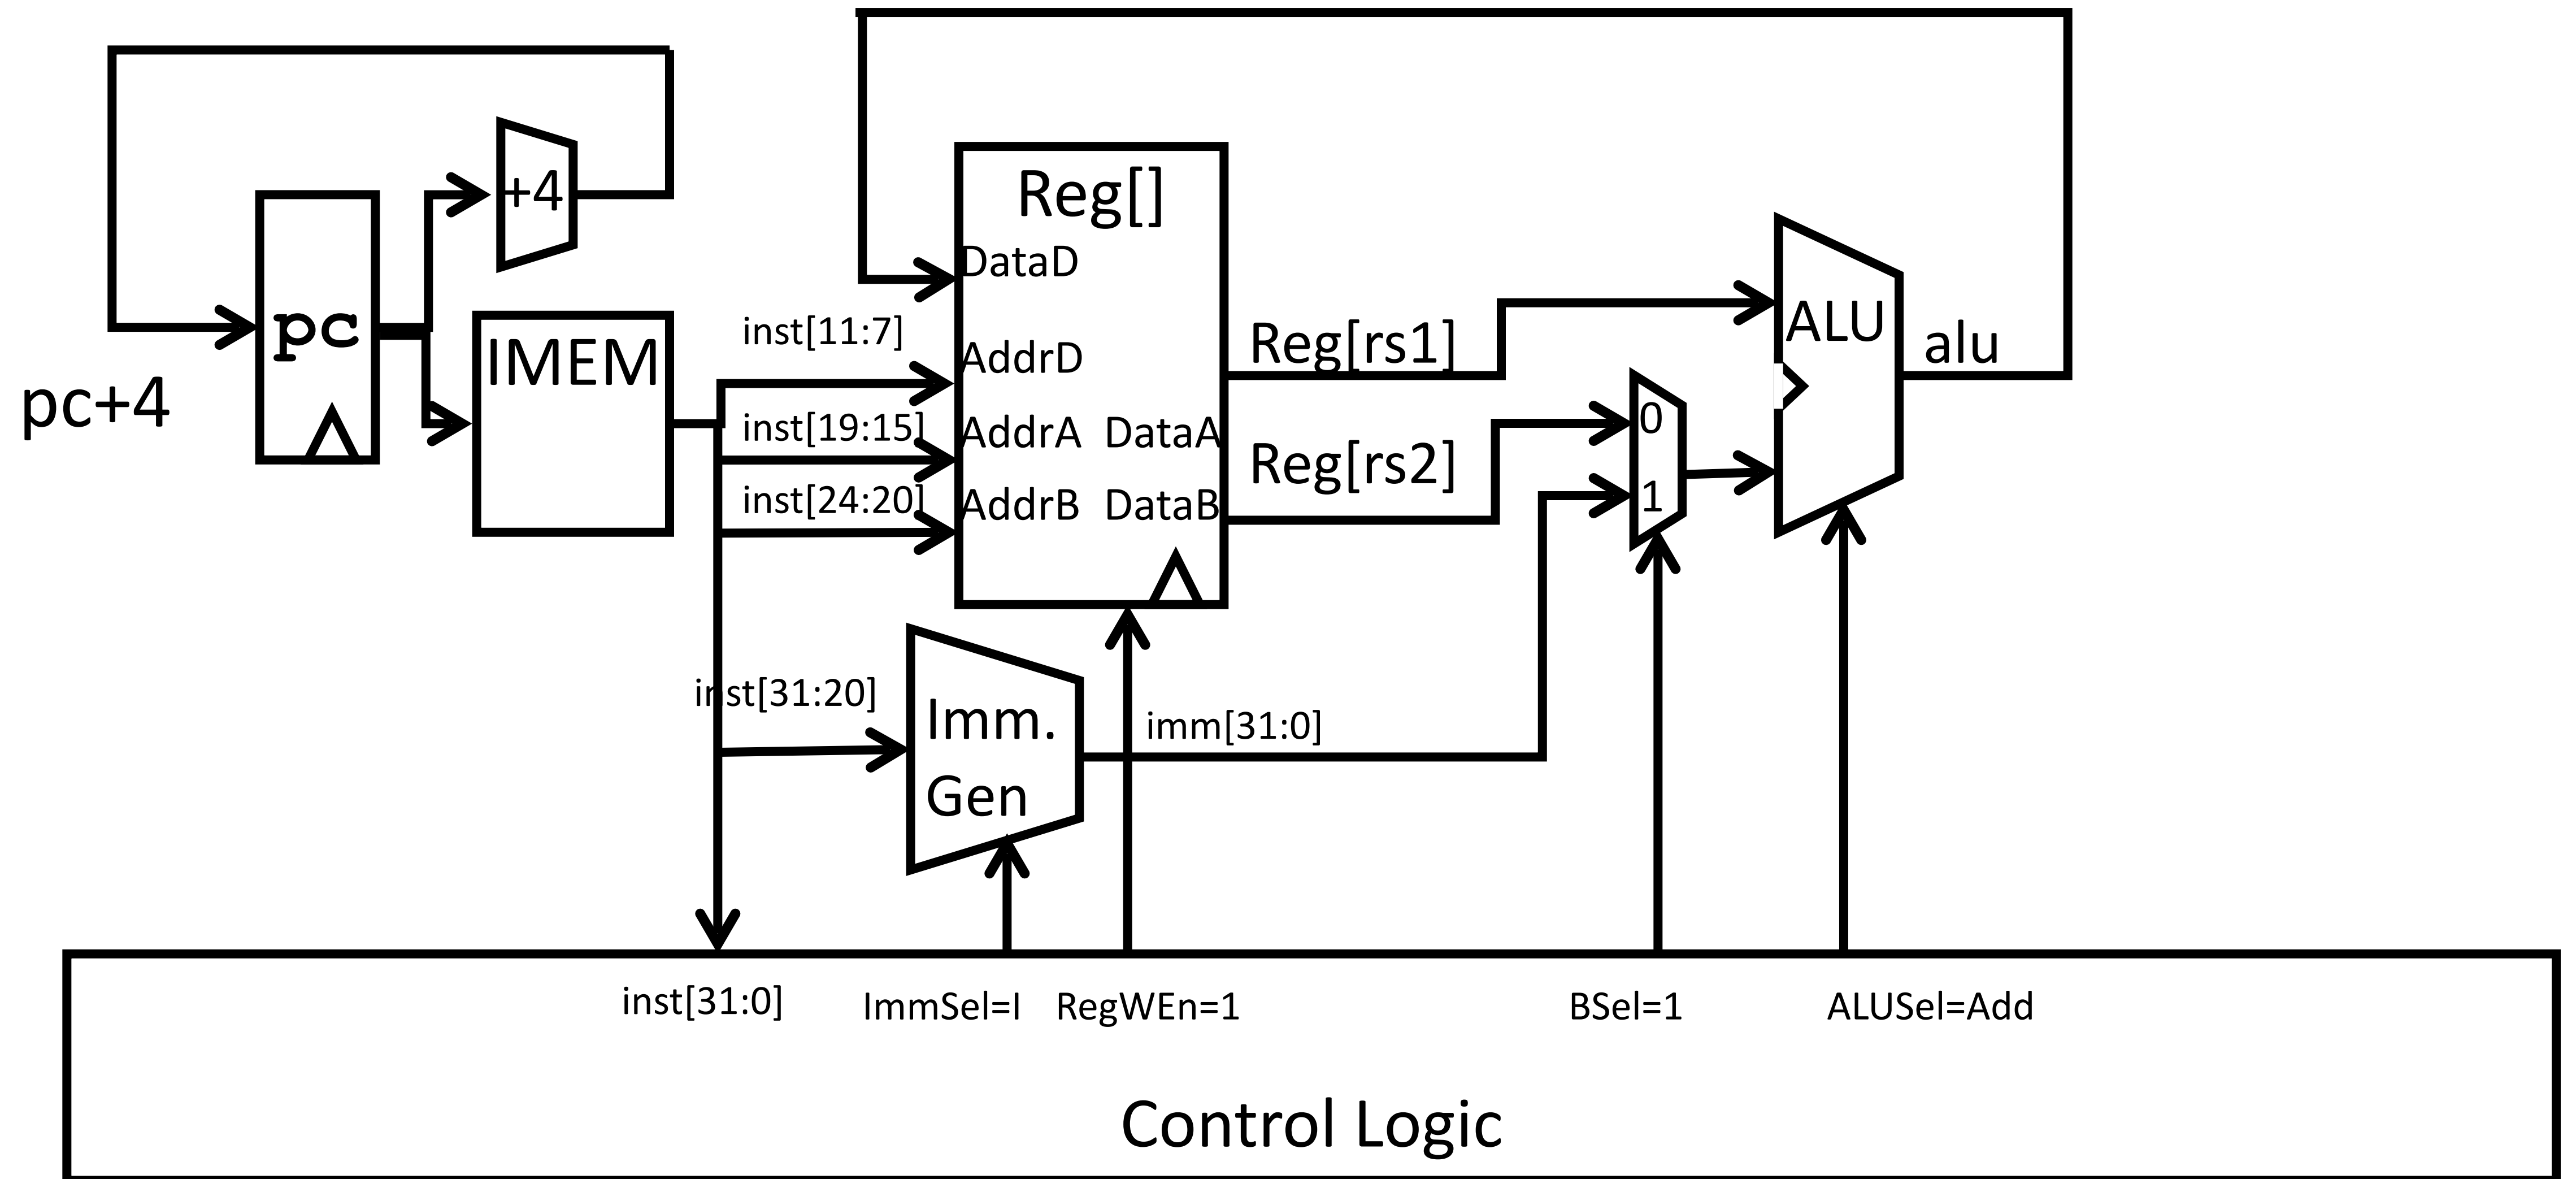 +4
pc
pc+4
IMEM
inst[11:7]
inst[19:15]
inst[24:20]
inst[31:20]
Reg[]
DataD
AddrD
AddrA DataA
AddrB DataB
Reg[rs1]
Reg[rs2]
0
1
ALU
alu
Imm.
Gen
imm[31:0]
inst[31:0]
ImmSel=I
RegWEn=1
BSel=1
ALUSel=Add
Control Logic